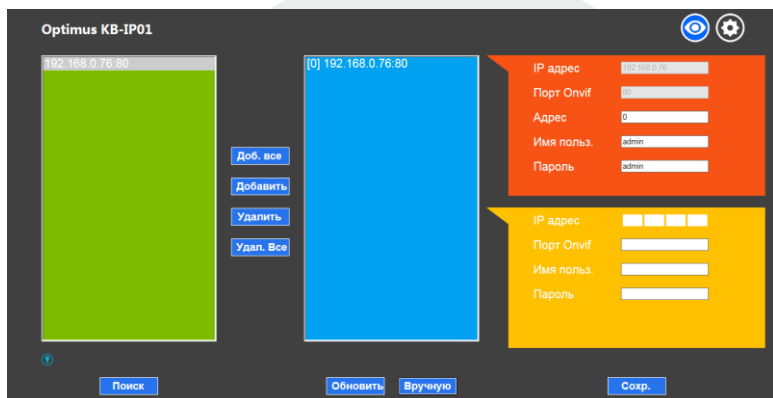 Optimus KB-IP01
192.168.0.76:80
[0] 192.168.0.76:80
Доб. все
Добавить
Удалить
Удал. Все
IP адрес 192.168.0.76
Порт Onvif 80
Адрес 0
Имя польз. admin
Пароль admin
IP адрес
Порт Onvif
Имя польз.
Пароль
Поиск
Обновить Вручную
Сохр.